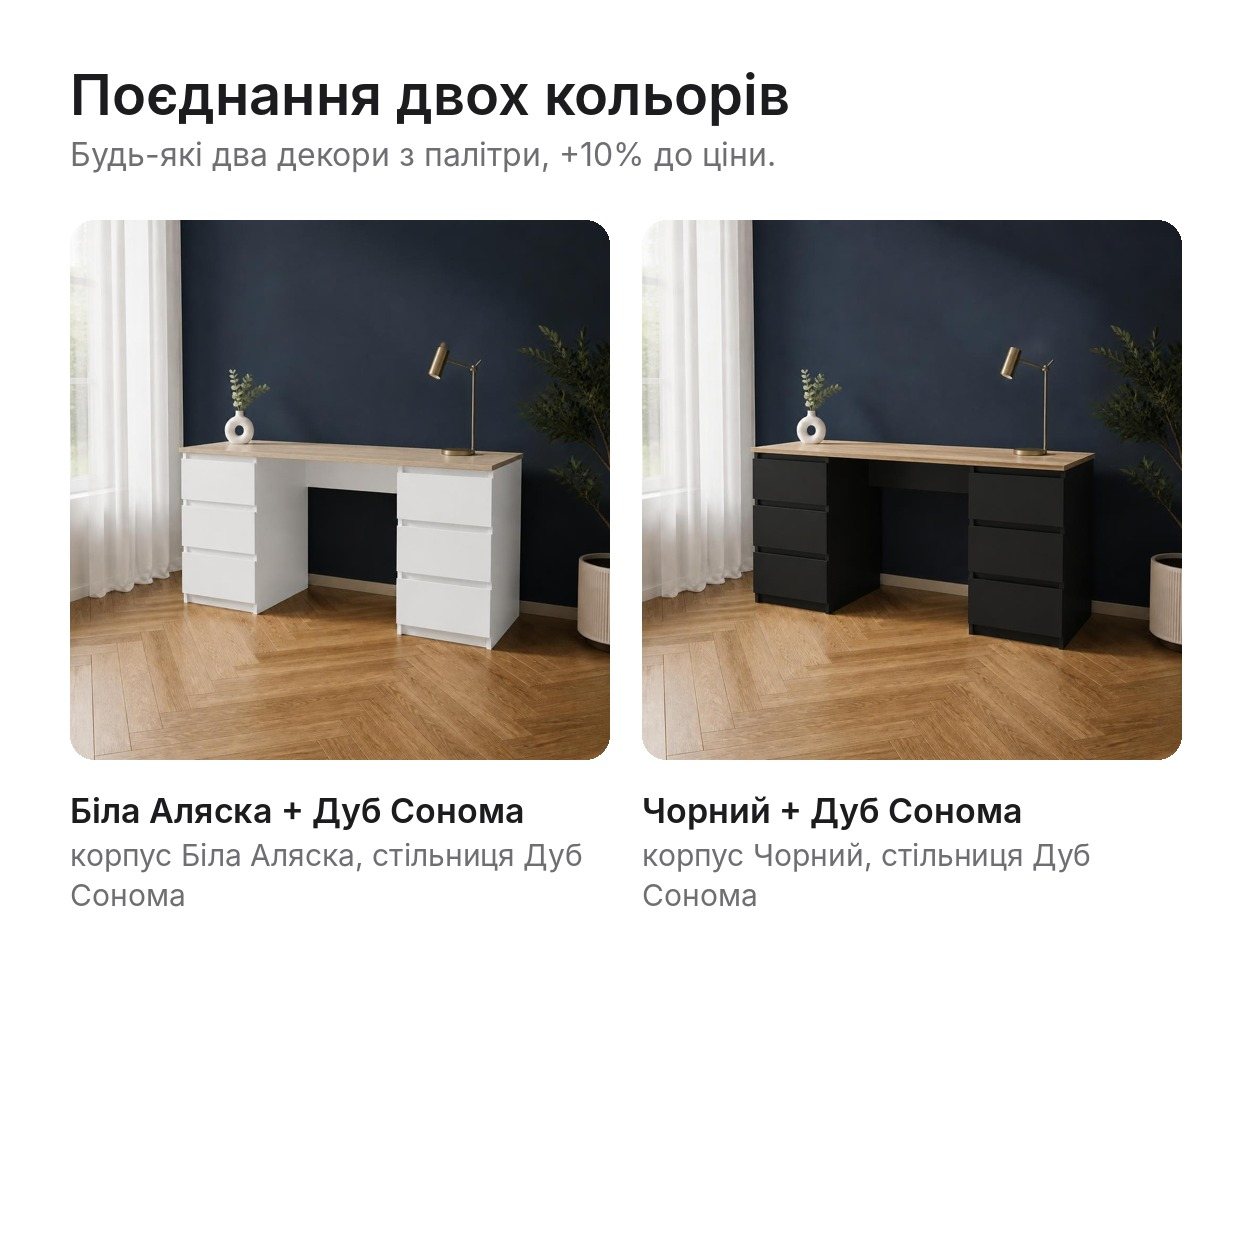 Поєднання двох кольорів
Будь-які два декори з палітри, +10% до ціни.
Біла Аляска + Дуб Сонома
корпус Біла Аляска, стільниця Дуб
Сонома
Чорний + Дуб Сонома
корпус Чорний, стільниця Дуб
Сонома